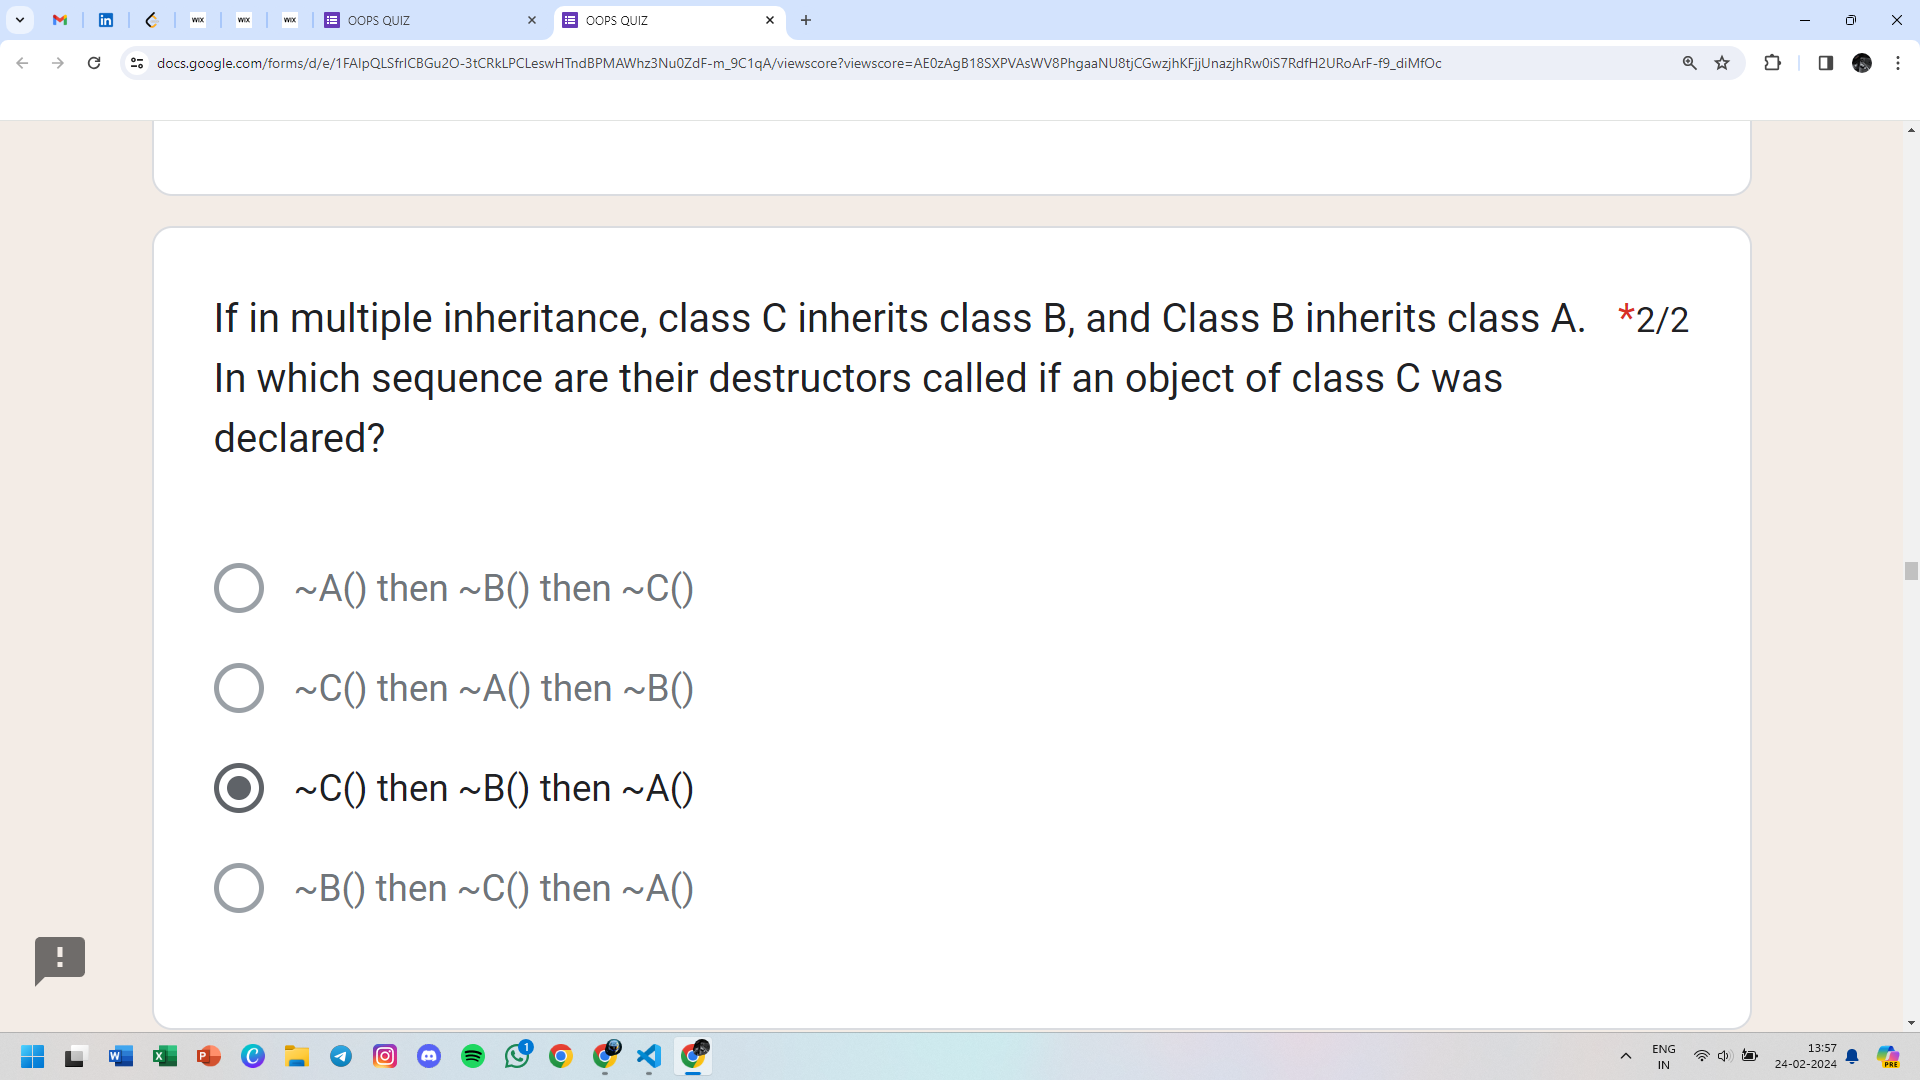 OOPS QUIZ
OOPS QUIZ
docs.google.com/forms/d/e/1FAIpQLSfrICBGu2O-3tCRkLPCLeswHTndBPMAWhz3Nu0ZdF-m_9C1qA/viewscore?viewscore=AE0zAgB18SXPVAsWV8PhgaaNU8tjCGwzjhKFjjUnazjhRw0iS7RdfH2URoArF-f9_diMfOc
If in multiple inheritance, class C inherits class B, and Class B inherits class A. *2/2
In which sequence are their destructors called if an object of class C was
declared?
~A() then ~B() then ~C()
~C() then ~A() then ~B()
~C() then ~B() then ~A()
~B() then ~C() then ~A()
ENG
IN
13:57
24-02-2024